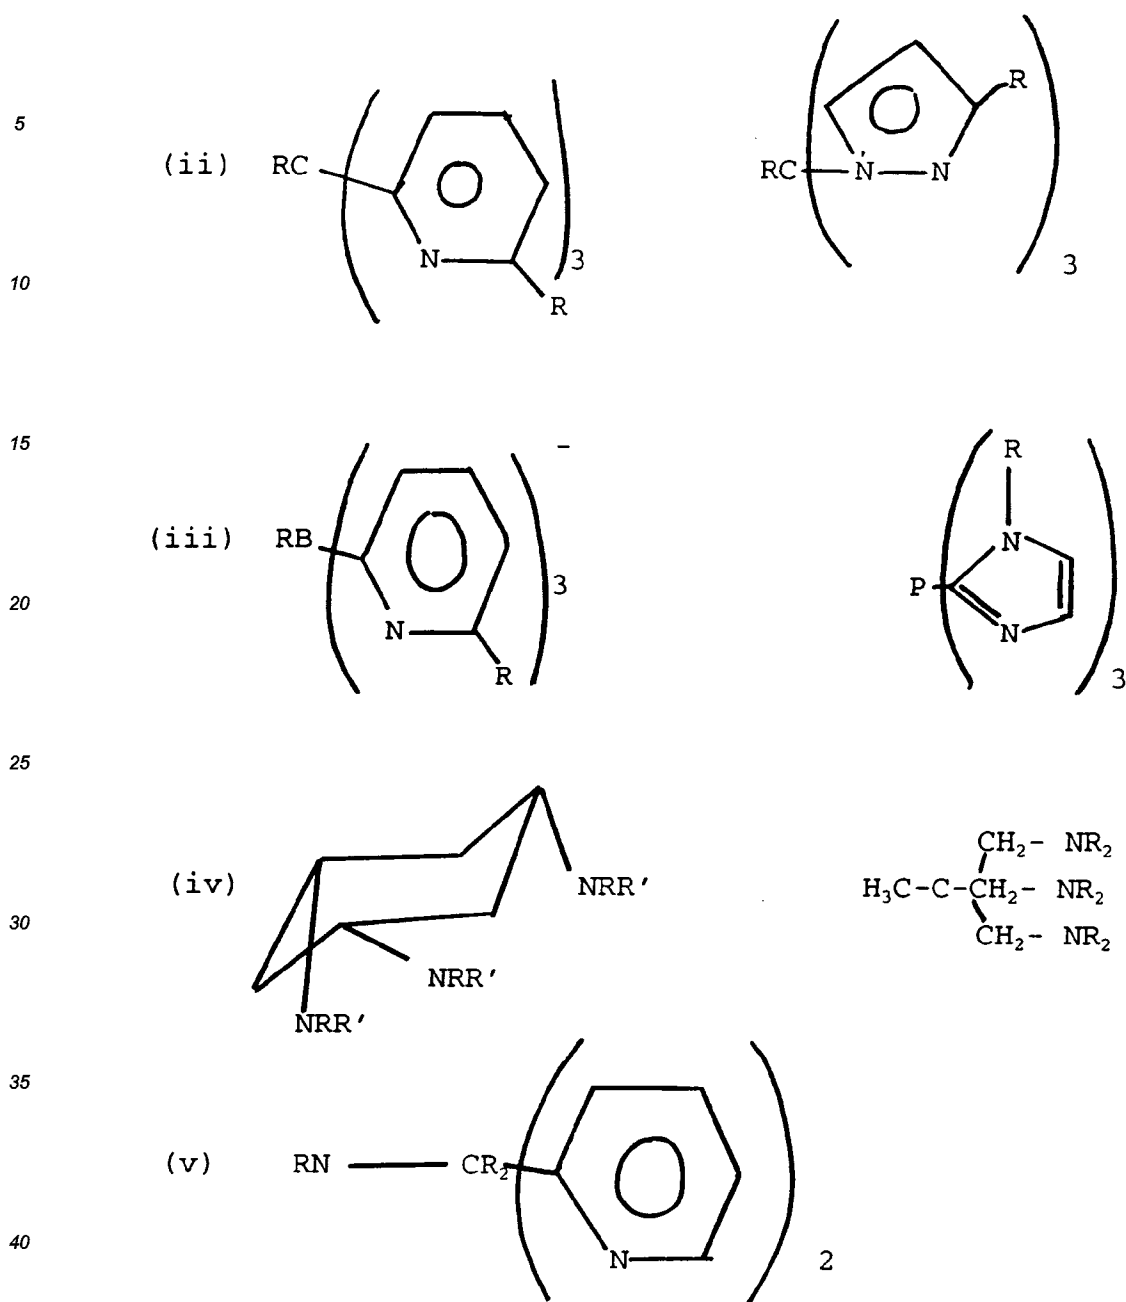 5
(ii) RC N R 3
RC N N R 3
10
15
(iii) RB N R 3 –
R N N P 3
20
25
(iv) NRR' NRR' NRR'
CH₂- NR₂
H₃C-C-CH₂- NR₂
CH₂- NR₂
30
35
(v) RN CR₂ N 2
40